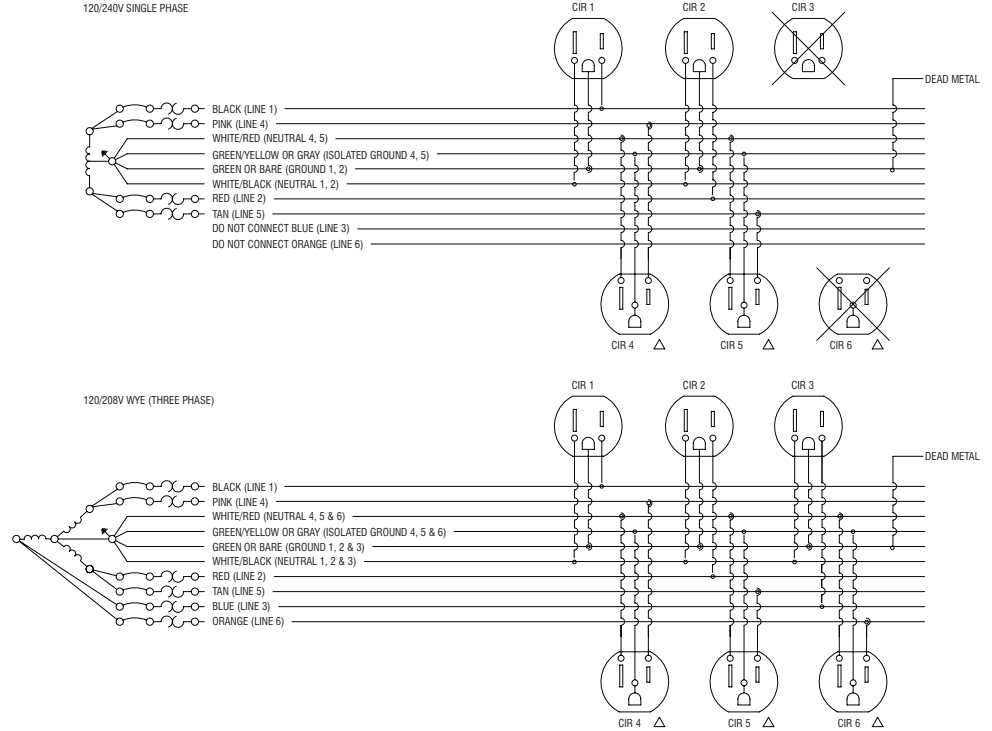 120/240V SINGLE PHASE
CIR 1
CIR 2
CIR 3
DEAD METAL
BLACK (LINE 1)
PINK (LINE 4)
WHITE/RED (NEUTRAL 4, 5)
GREEN/YELLOW OR GRAY (ISOLATED GROUND 4, 5)
GREEN OR BARE (GROUND 1, 2)
WHITE/BLACK (NEUTRAL 1, 2)
RED (LINE 2)
TAN (LINE 5)
DO NOT CONNECT BLUE (LINE 3)
DO NOT CONNECT ORANGE (LINE 6)
CIR 4
CIR 5
CIR 6
120/208V WYE (THREE PHASE)
CIR 1
CIR 2
CIR 3
DEAD METAL
BLACK (LINE 1)
PINK (LINE 4)
WHITE/RED (NEUTRAL 4, 5 & 6)
GREEN/YELLOW OR GRAY (ISOLATED GROUND 4, 5 & 6)
GREEN OR BARE (GROUND 1, 2 & 3)
WHITE/BLACK (NEUTRAL 1, 2 & 3)
RED (LINE 2)
TAN (LINE 5)
BLUE (LINE 3)
ORANGE (LINE 6)
CIR 4
CIR 5
CIR 6